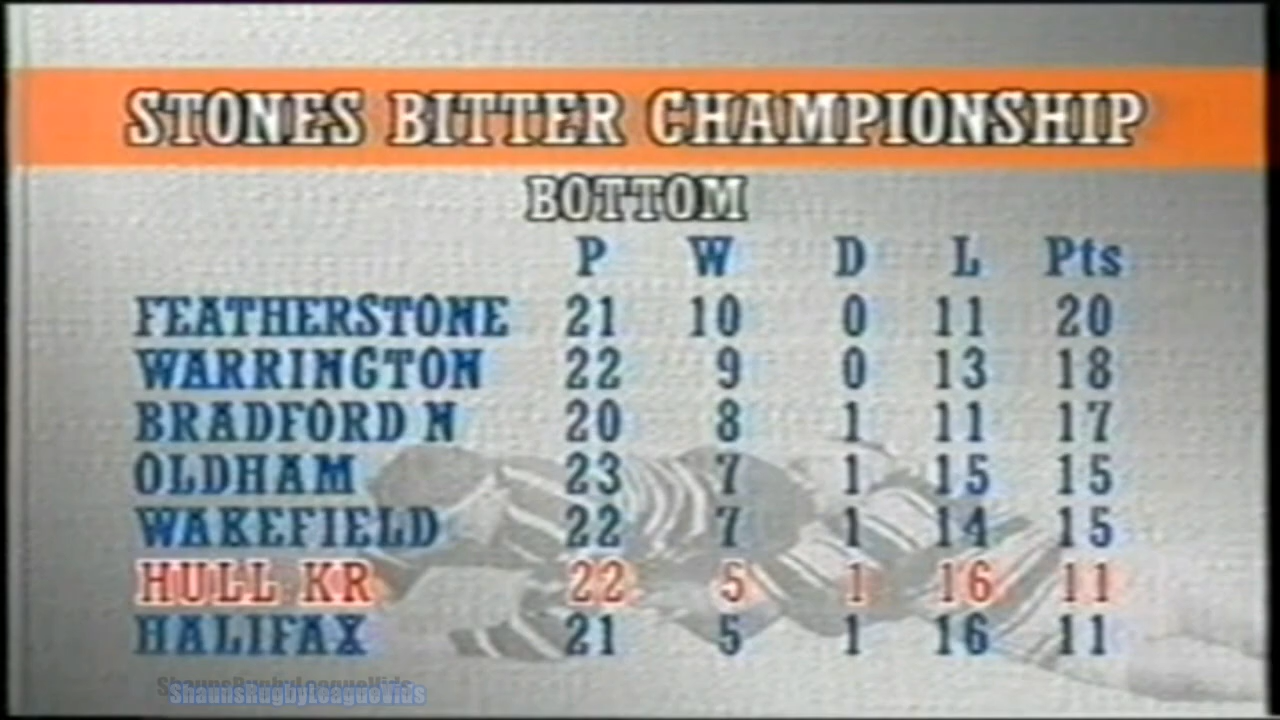 STONES BITTER CHAMPIONSHIP
BOTTOM
P W D L Pts
FEATHERSTONE 21 10 0 11 20
WARRINGTON 22 9 0 13 18
BRADFORD N 20 8 1 11 17
OLDHAM 23 7 1 15 15
WAKEFIELD 22 7 1 14 15
HULL KR 22 5 1 16 11
HALIFAX 21 5 1 16 11
ShaunsRugbyLeagueVids